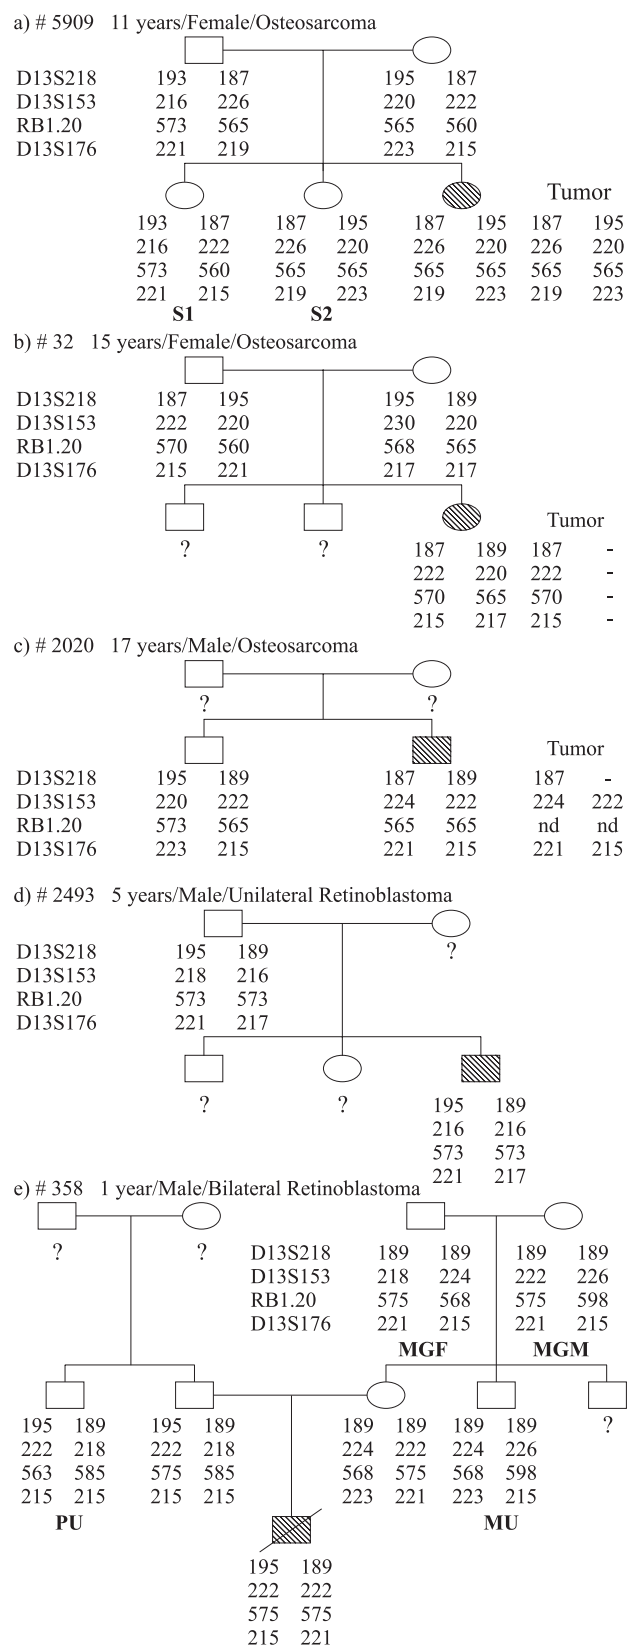 a) # 5909 11 years/Female/Osteosarcoma
D13S218 193 187 195 187
D13S153 216 226 220 222
RB1.20 573 565 565 560
D13S176 221 219 223 215
Tumor
193 187 187 195 187 195 187 195
216 222 226 220 226 220 226 220
573 560 565 565 565 565 565 565
221 215 219 223 219 223 219 223
S1 S2
b) # 32 15 years/Female/Osteosarcoma
D13S218 187 195 195 189
D13S153 222 220 230 220
RB1.20 570 560 568 565
D13S176 215 221 217 217
Tumor
? ?
187 189 187 -
222 220 222 -
570 565 570 -
215 217 215 -
c) # 2020 17 years/Male/Osteosarcoma
? ?
Tumor
D13S218 195 189 187 189 187 -
D13S153 220 222 224 222 224 222
RB1.20 573 565 565 565 nd nd
D13S176 223 215 221 215 221 215
d) # 2493 5 years/Male/Unilateral Retinoblastoma
D13S218 195 189 ?
D13S153 218 216
RB1.20 573 573
D13S176 221 217
? ?
195 189
216 216
573 573
221 217
e) # 358 1 year/Male/Bilateral Retinoblastoma
? ? D13S218 189 189 189 189
D13S153 218 224 222 226
RB1.20 575 568 575 598
D13S176 221 215 221 215
MGF MGM
?
195 189 195 189 189 189 189 189
222 218 222 218 224 222 224 226
563 585 575 585 568 575 568 598
215 215 215 215 223 221 223 215
PU MU
195 189
222 222
575 575
215 221